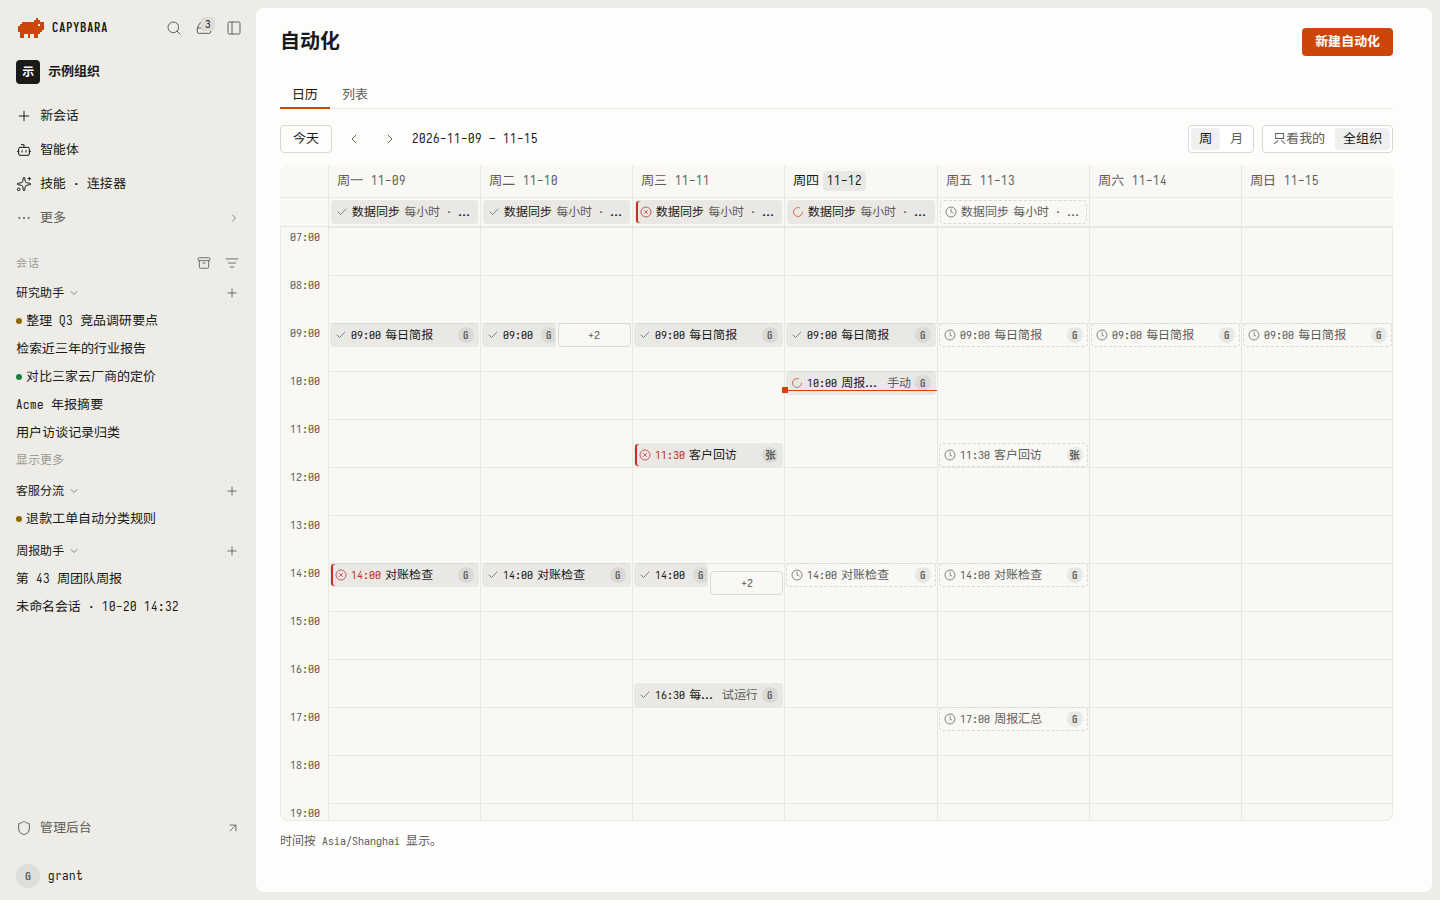 CAPYBARA
3
示 示例组织
新会话
智能体
技能 · 连接器
更多
会话
研究助手
整理 Q3 竞品调研要点
检索近三年的行业报告
对比三家云厂商的定价
Acme 年报摘要
用户访谈记录归类
显示更多
客服分流
退款工单自动分类规则
周报助手
第 43 周团队周报
未命名会话 · 10-20 14:32
管理后台
G grant
自动化
新建自动化
日历 列表
今天 2026-11-09 – 11-15 周 月 只看我的 全组织
周一 11-09 周二 11-10 周三 11-11 周四 11-12 周五 11-13 周六 11-14 周日 11-15
数据同步 每小时 · … 数据同步 每小时 · … 数据同步 每小时 · … 数据同步 每小时 · … 数据同步 每小时 · …
07:00
08:00
09:00 09:00 每日简报 G 09:00 G +2 09:00 每日简报 G 09:00 每日简报 G 09:00 每日简报 G 09:00 每日简报 G 09:00 每日简报 G
10:00 10:00 周报… 手动 G
11:00
11:30 客户回访 张 11:30 客户回访 张
12:00
13:00
14:00 14:00 对账检查 G 14:00 对账检查 G 14:00 G +2 14:00 对账检查 G 14:00 对账检查 G
15:00
16:00
16:30 每… 试运行 G
17:00 17:00 周报汇总 G
18:00
19:00
时间按 Asia/Shanghai 显示。